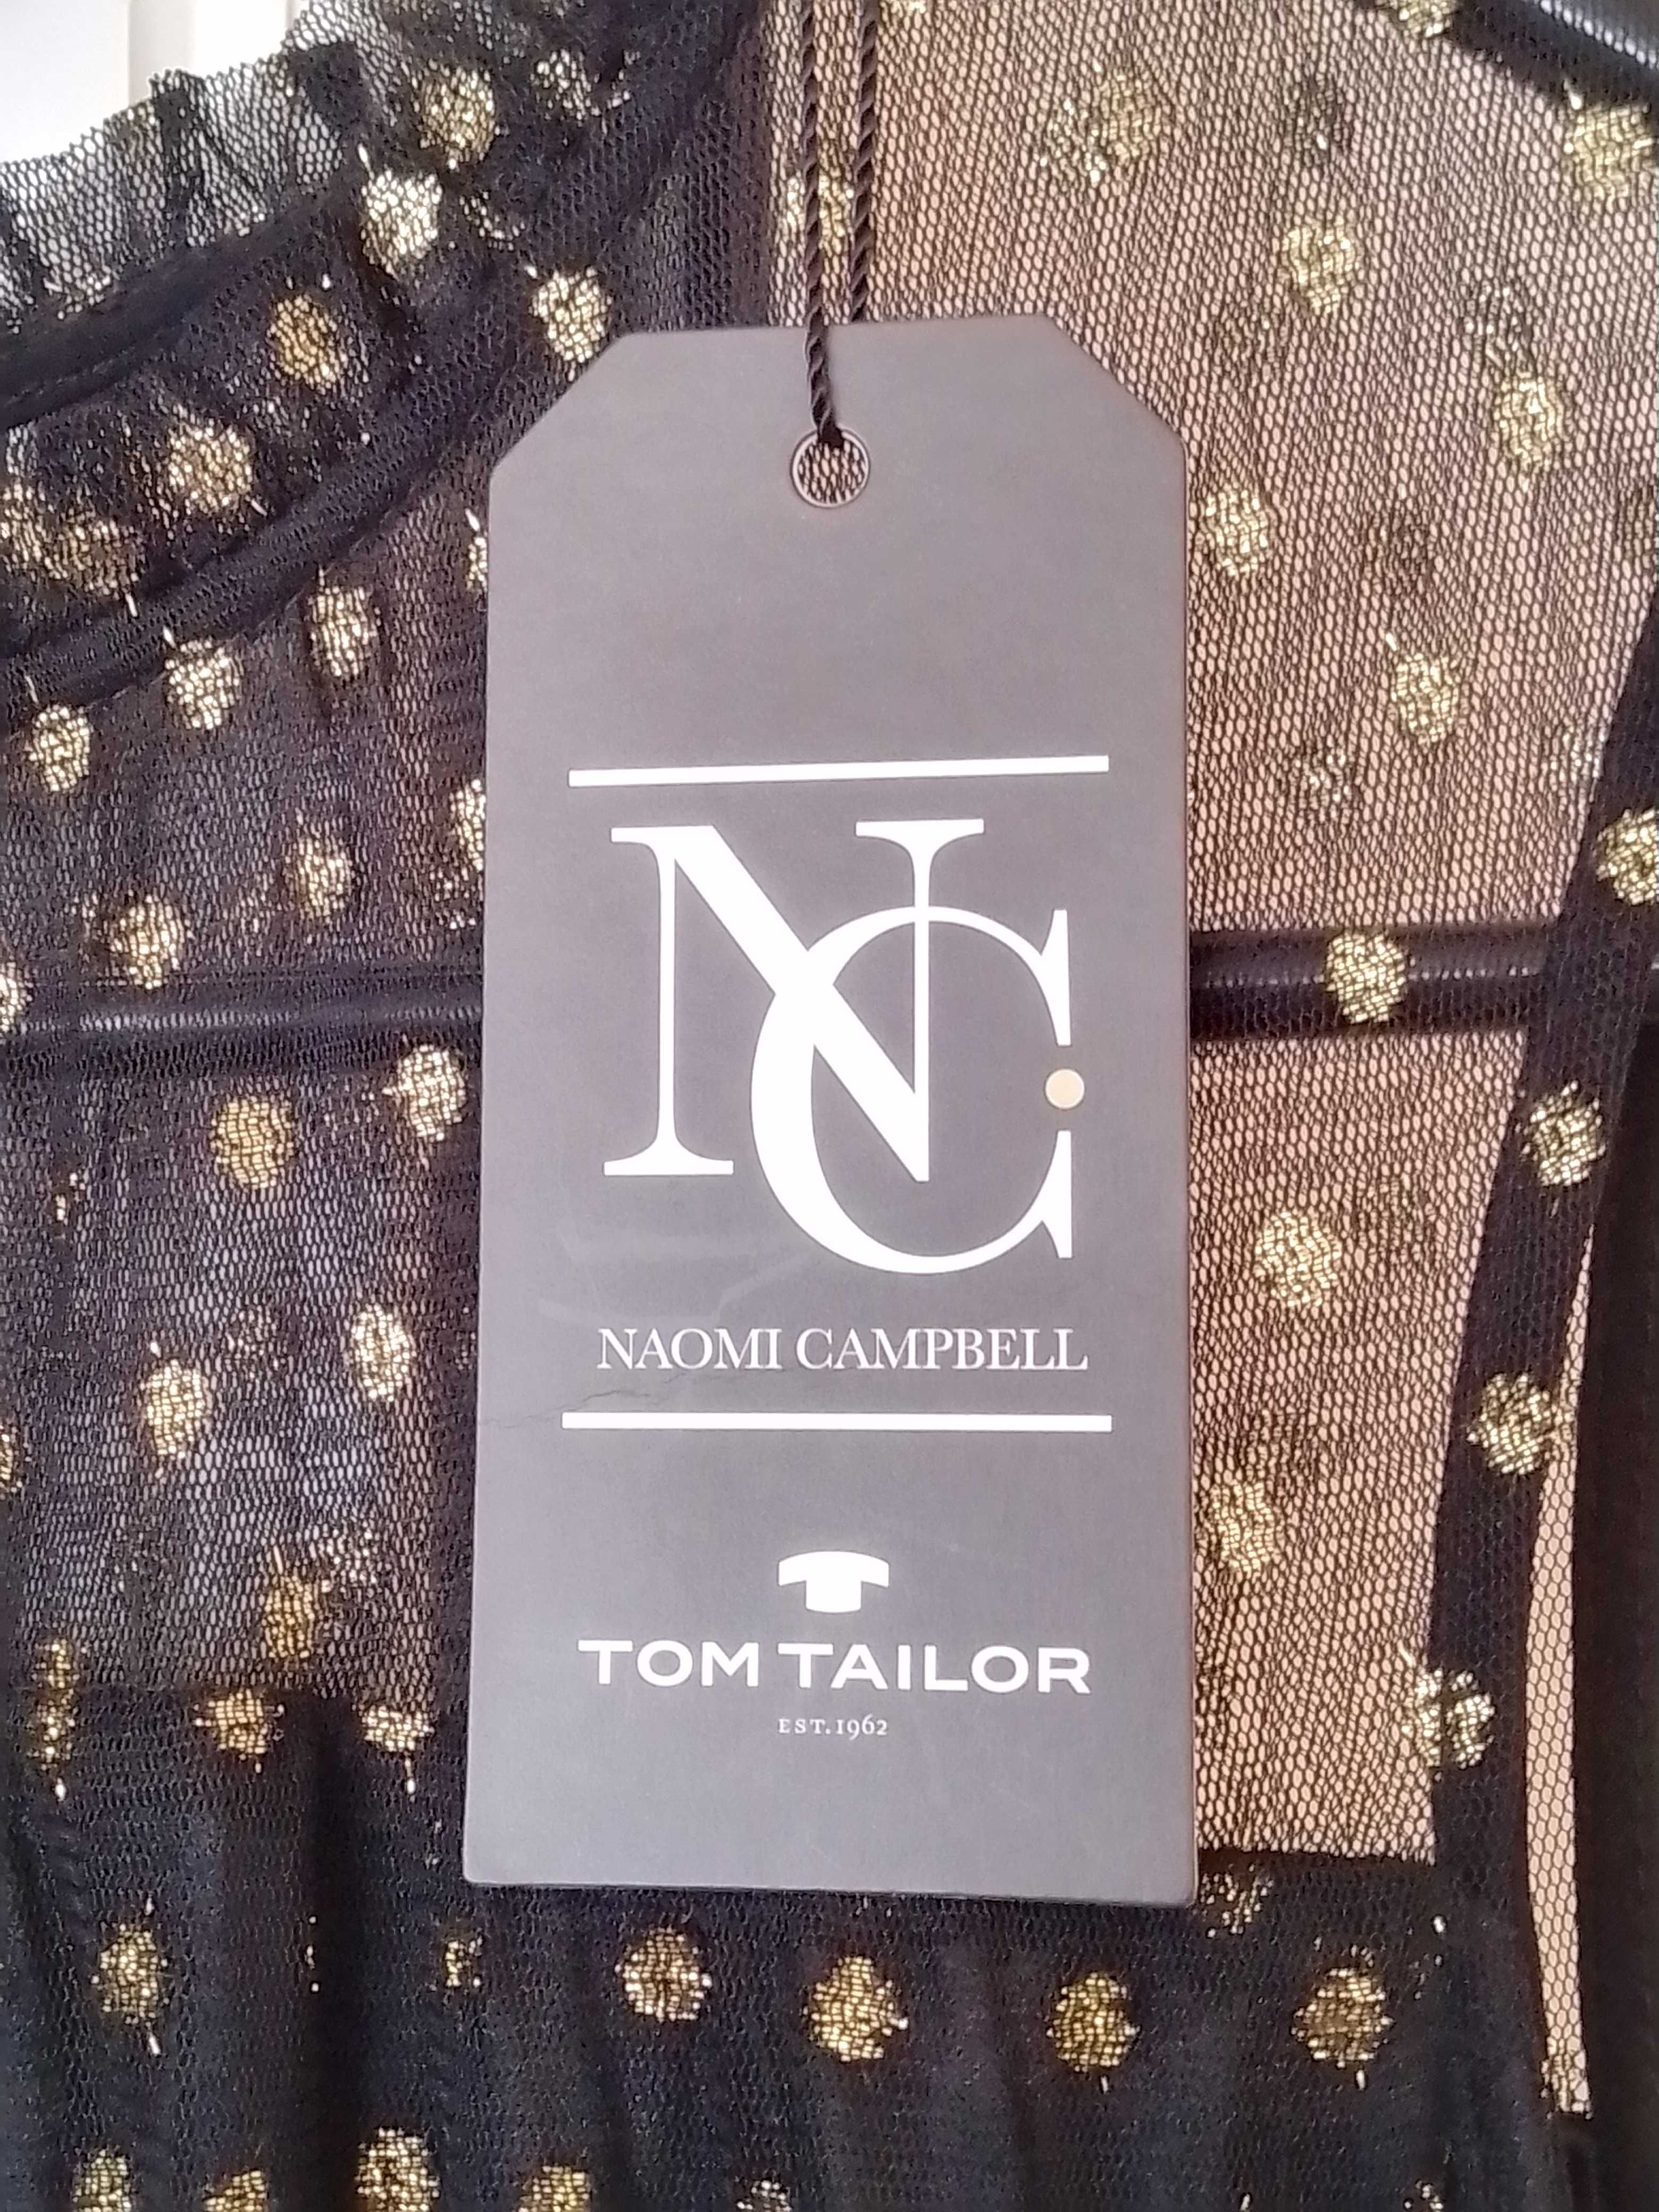 NC
NAOMI CAMPBELL
TOM TAILOR
EST.1962